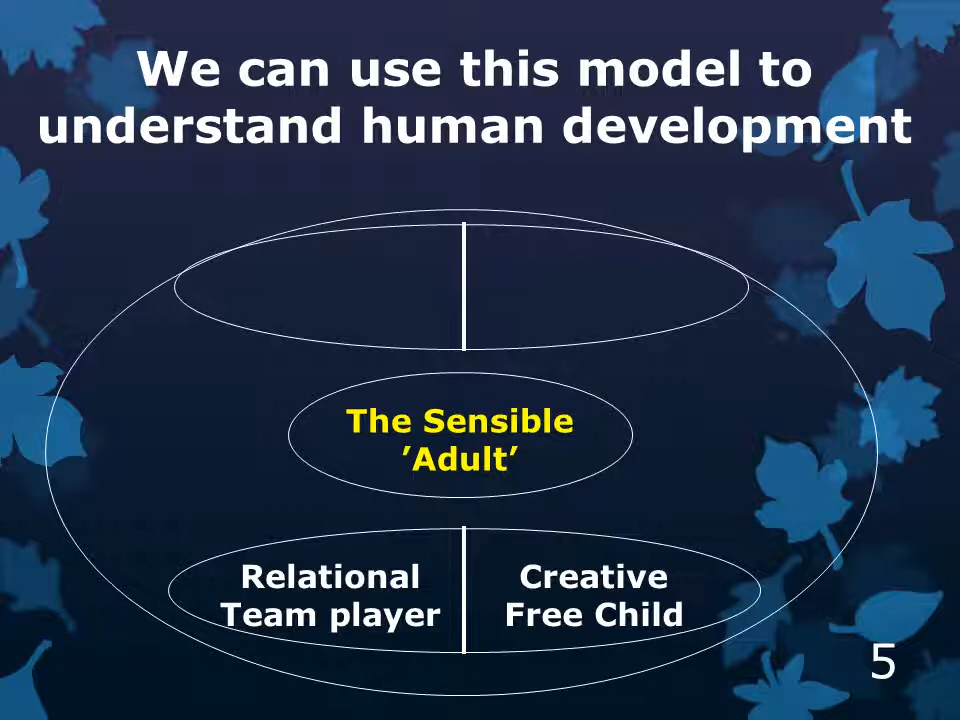 We can use this model to
understand human development
The Sensible
’Adult’
Relational
Team player
Creative
Free Child
5